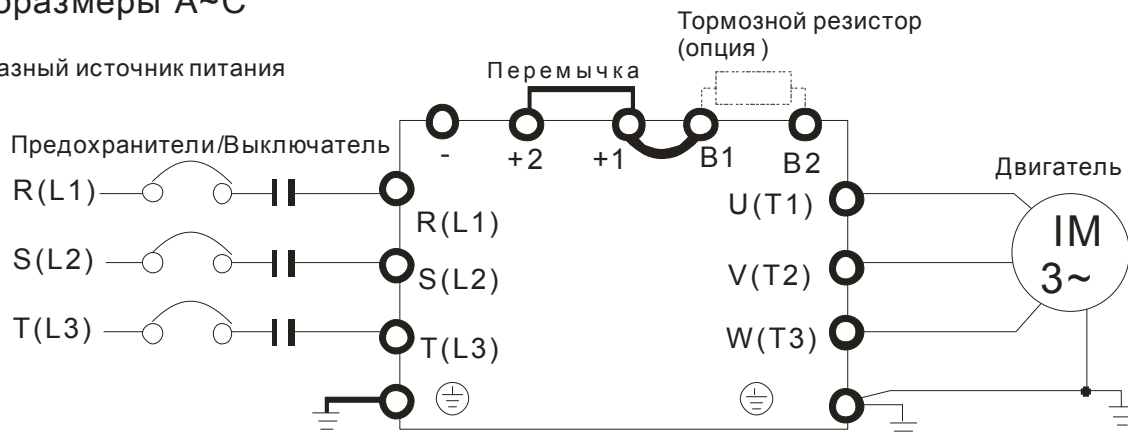 оразмеры A~C
азный источник питания
Тормозной резистор
(опция )
Перемычка
Предохранители/Выключатель
- +2 +1 B1 B2
Двигатель
R(L1) R(L1) U(T1)
IM
3~
S(L2) S(L2) V(T2)
T(L3) T(L3) W(T3)